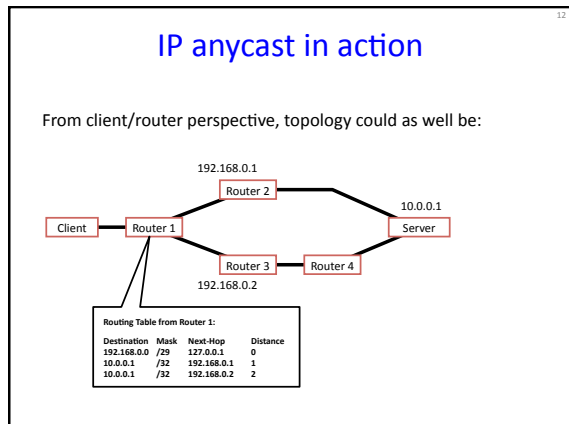 12
IP anycast in action
From client/router perspective, topology could as well be:
192.168.0.1
Router 2
10.0.0.1
Client
Router 1
Server
Router 3
Router 4
192.168.0.2
Routing Table from Router 1:
Destination Mask Next-Hop Distance
192.168.0.0 /29 127.0.0.1 0
10.0.0.1 /32 192.168.0.1 1
10.0.0.1 /32 192.168.0.2 2